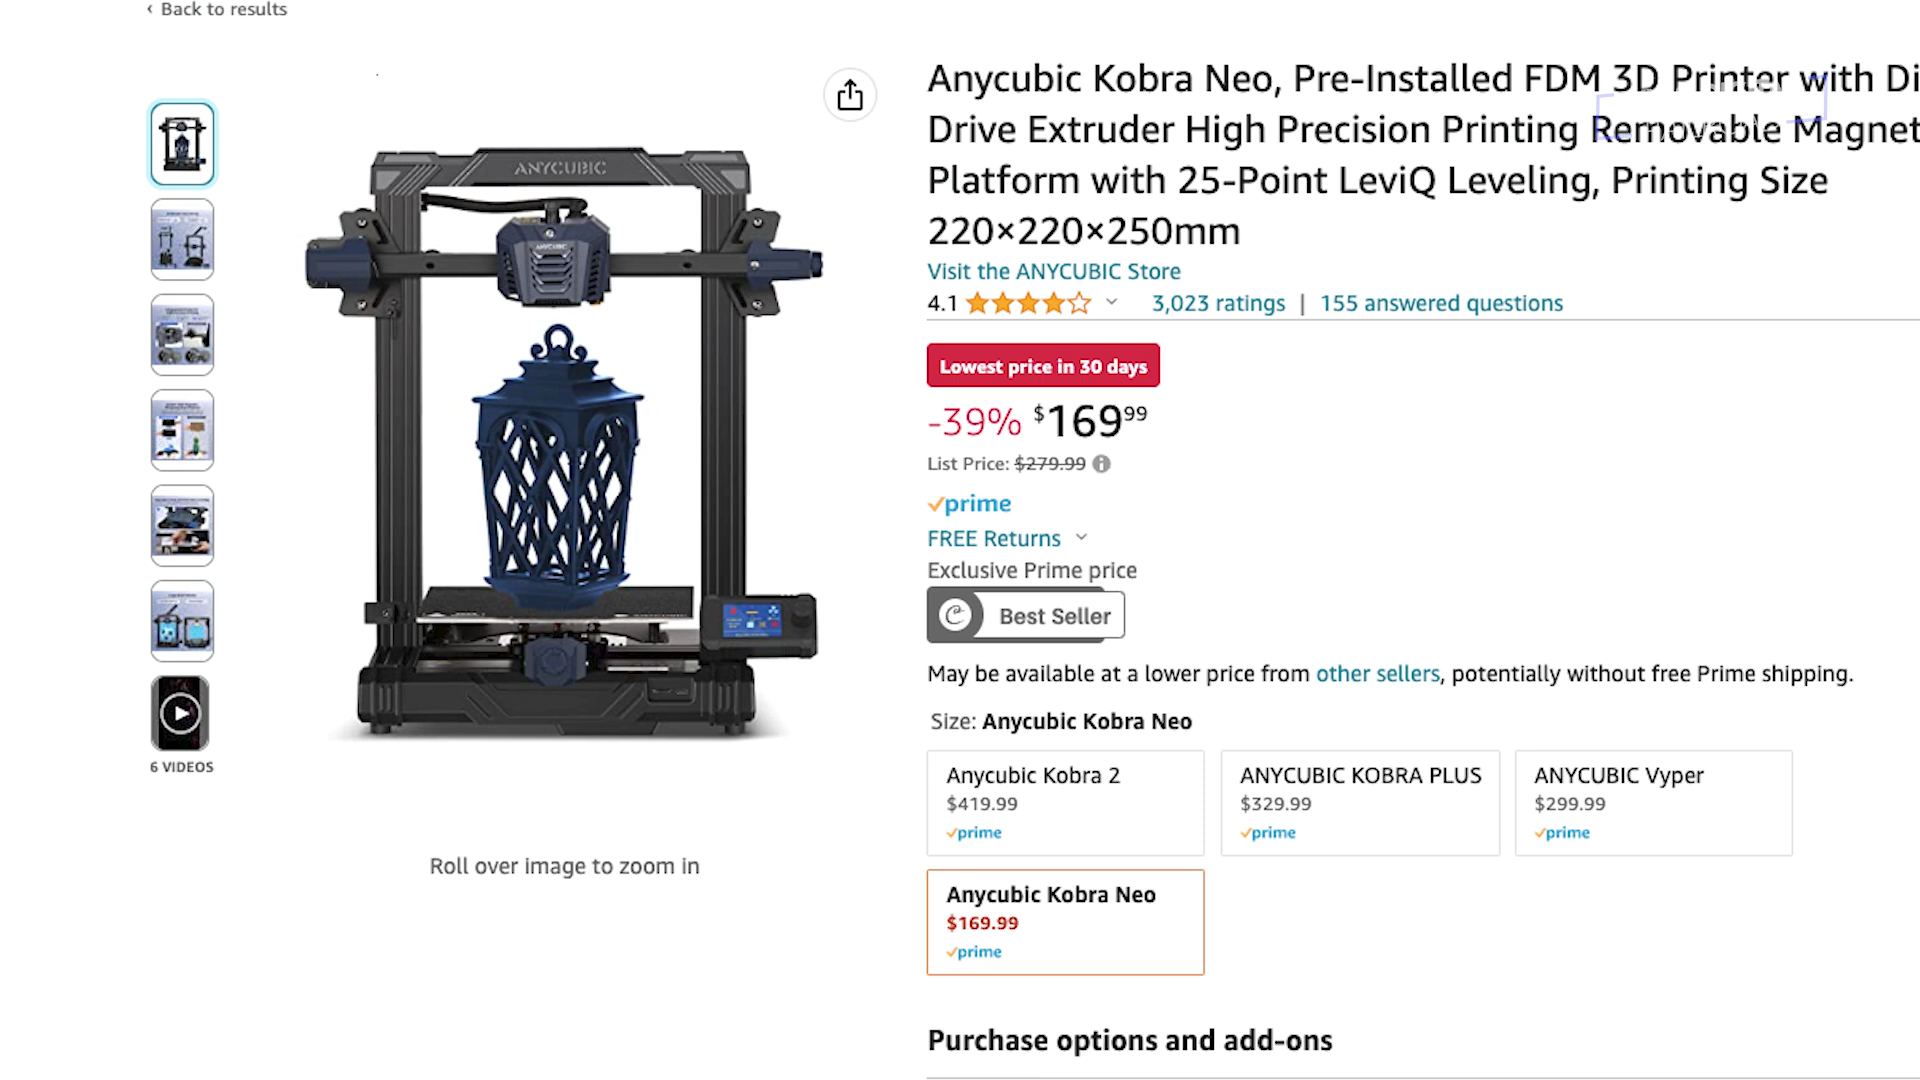 ‹ Back to results
ANYCUBIC
ANYCUBIC
6 VIDEOS
Roll over image to zoom in
Anycubic Kobra Neo, Pre-Installed FDM 3D Printer with Di
Drive Extruder High Precision Printing Removable Magnet
Platform with 25-Point LeviQ Leveling, Printing Size
220×220×250mm
Visit the ANYCUBIC Store
4.1 3,023 ratings | 155 answered questions
Lowest price in 30 days
-39% $169.99
List Price: $279.99
prime
FREE Returns
Exclusive Prime price
Best Seller
May be available at a lower price from other sellers, potentially without free Prime shipping.
Size: Anycubic Kobra Neo
Anycubic Kobra 2
$419.99
prime
ANYCUBIC KOBRA PLUS
$329.99
prime
ANYCUBIC Vyper
$299.99
prime
Anycubic Kobra Neo
$169.99
prime
Purchase options and add-ons